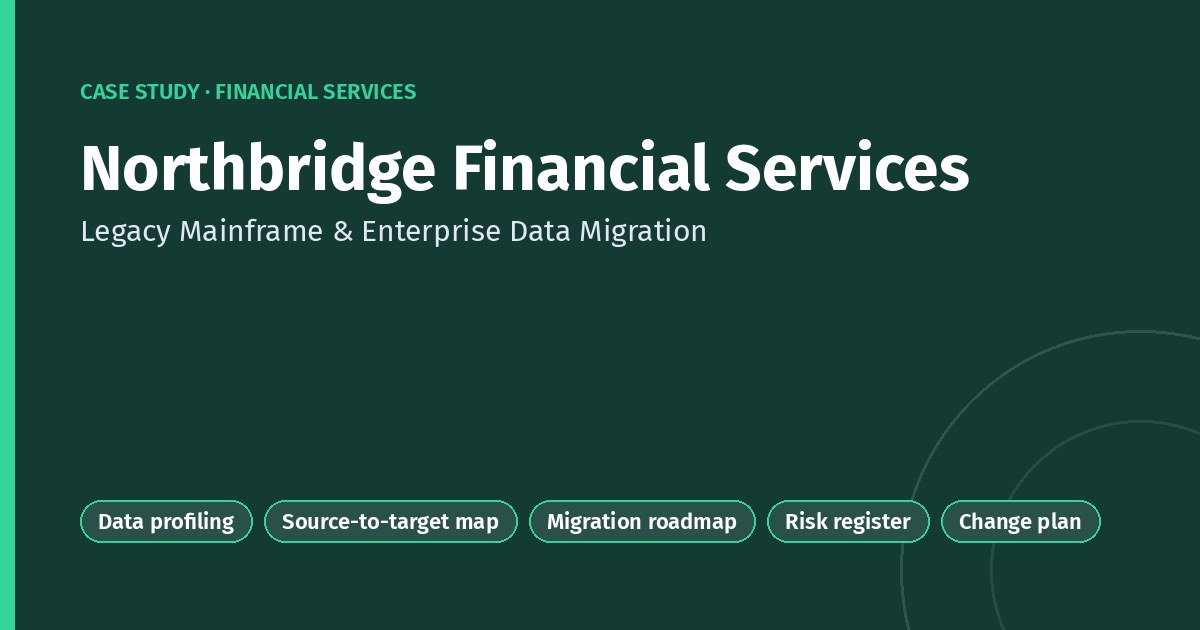 CASE STUDY · FINANCIAL SERVICES
Northbridge Financial Services
Legacy Mainframe & Enterprise Data Migration
Data profiling Source-to-target map Migration roadmap Risk register Change plan